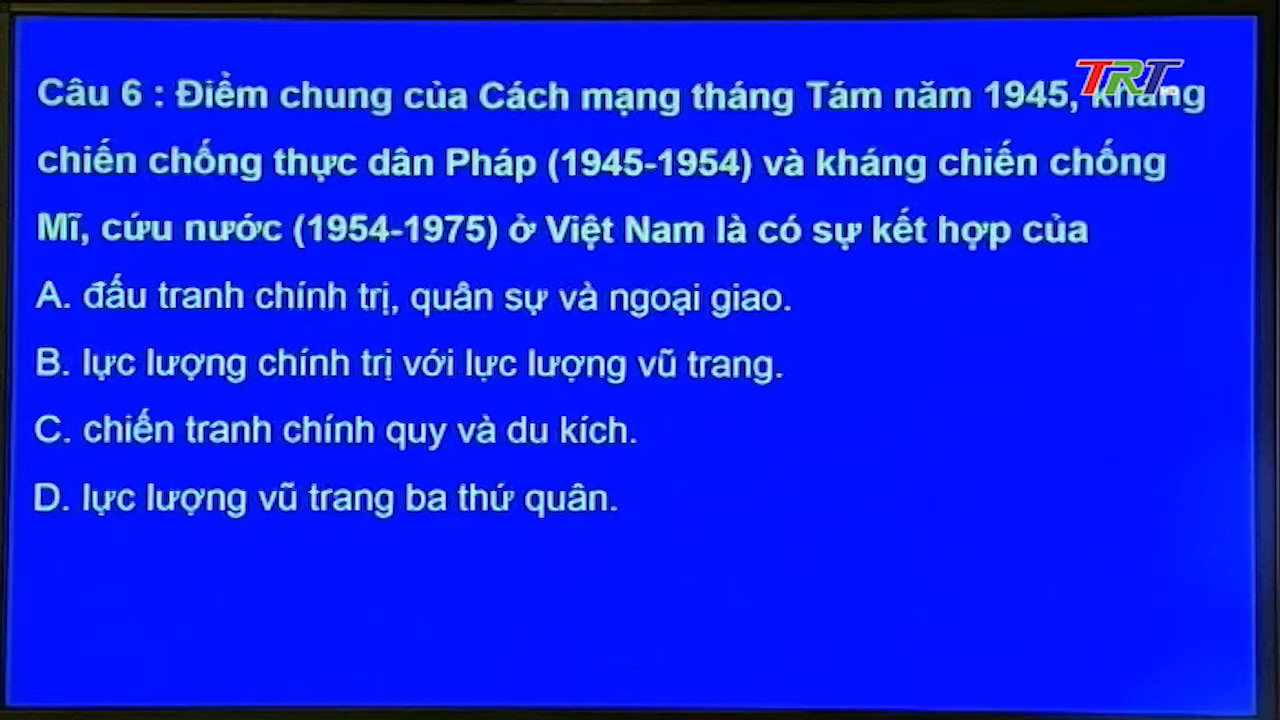 TRT
Câu 6 : Điểm chung của Cách mạng tháng Tám năm 1945, kháng
chiến chống thực dân Pháp (1945-1954) và kháng chiến chống
Mĩ, cứu nước (1954-1975) ở Việt Nam là có sự kết hợp của
A. đấu tranh chính trị, quân sự và ngoại giao.
B. lực lượng chính trị với lực lượng vũ trang.
C. chiến tranh chính quy và du kích.
D. lực lượng vũ trang ba thứ quân.